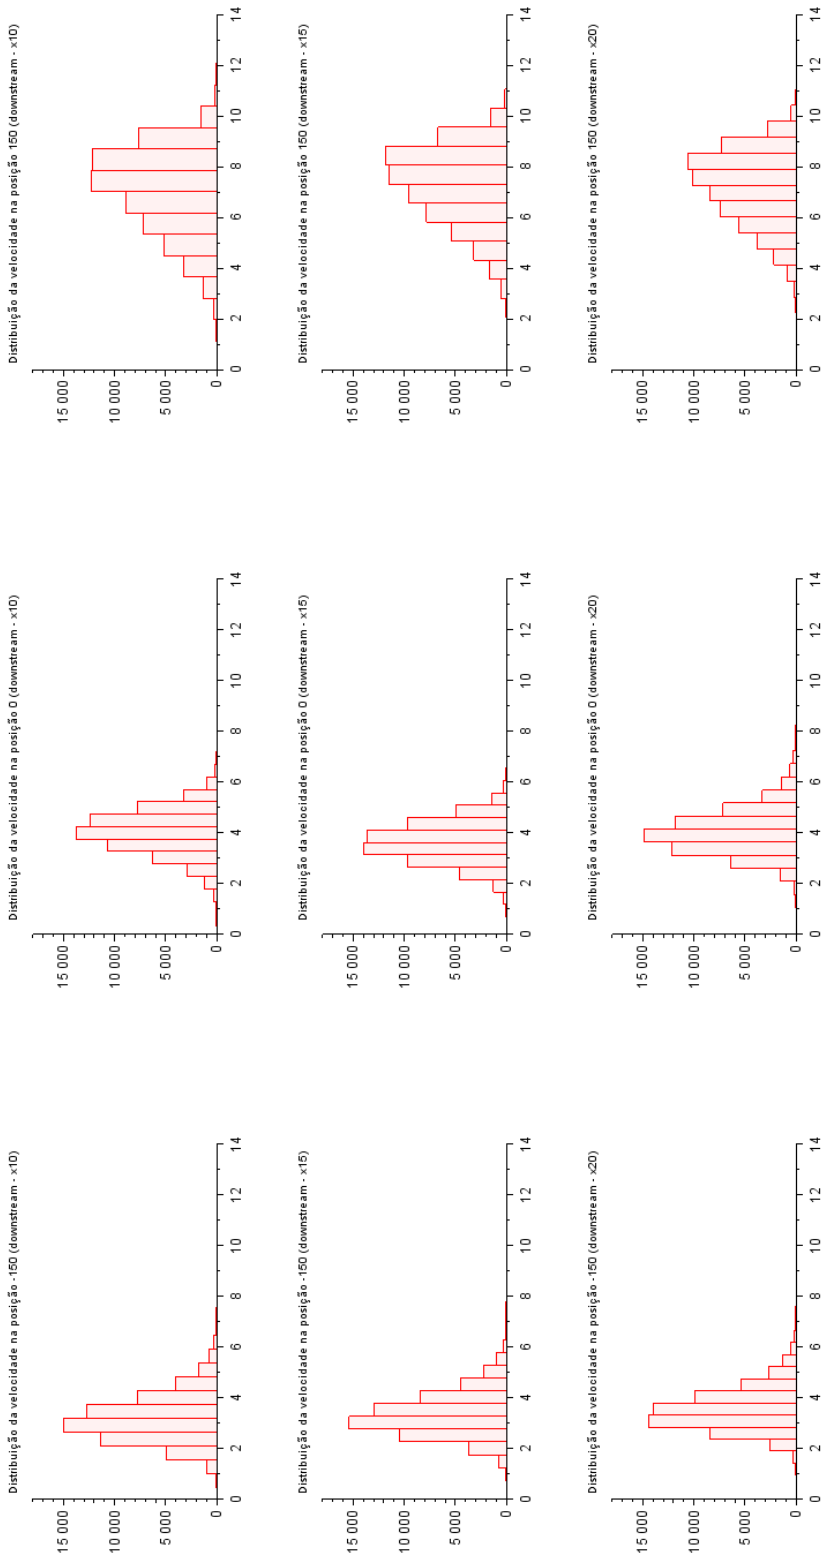 Distribuição da velocidade na posição -150 (downstream - x10)
15 000
10 000
5 000
0
0 2 4 6 8 10 12 14
Distribuição da velocidade na posição 0 (downstream - x10)
15 000
10 000
5 000
0
0 2 4 6 8 10 12 14
Distribuição da velocidade na posição 150 (downstream - x10)
15 000
10 000
5 000
0
0 2 4 6 8 10 12 14
Distribuição da velocidade na posição -150 (downstream - x15)
15 000
10 000
5 000
0
0 2 4 6 8 10 12 14
Distribuição da velocidade na posição 0 (downstream - x15)
15 000
10 000
5 000
0
0 2 4 6 8 10 12 14
Distribuição da velocidade na posição 150 (downstream - x15)
15 000
10 000
5 000
0
0 2 4 6 8 10 12 14
Distribuição da velocidade na posição -150 (downstream - x20)
15 000
10 000
5 000
0
0 2 4 6 8 10 12 14
Distribuição da velocidade na posição 0 (downstream - x20)
15 000
10 000
5 000
0
0 2 4 6 8 10 12 14
Distribuição da velocidade na posição 150 (downstream - x20)
15 000
10 000
5 000
0
0 2 4 6 8 10 12 14